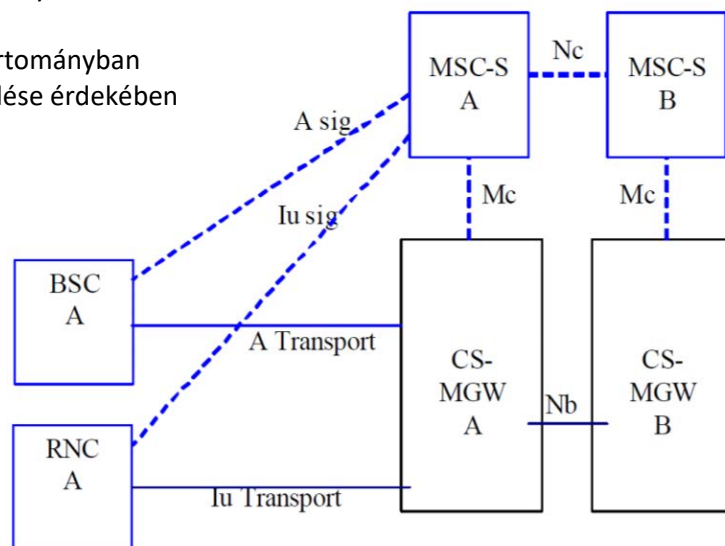 rtományban
lése érdekében
MSC-S
A
Nc
MSC-S
B
A sig
Iu sig
Mc
Mc
BSC
A
A Transport
CS-
MGW
A
Nb
CS-
MGW
B
RNC
A
Iu Transport